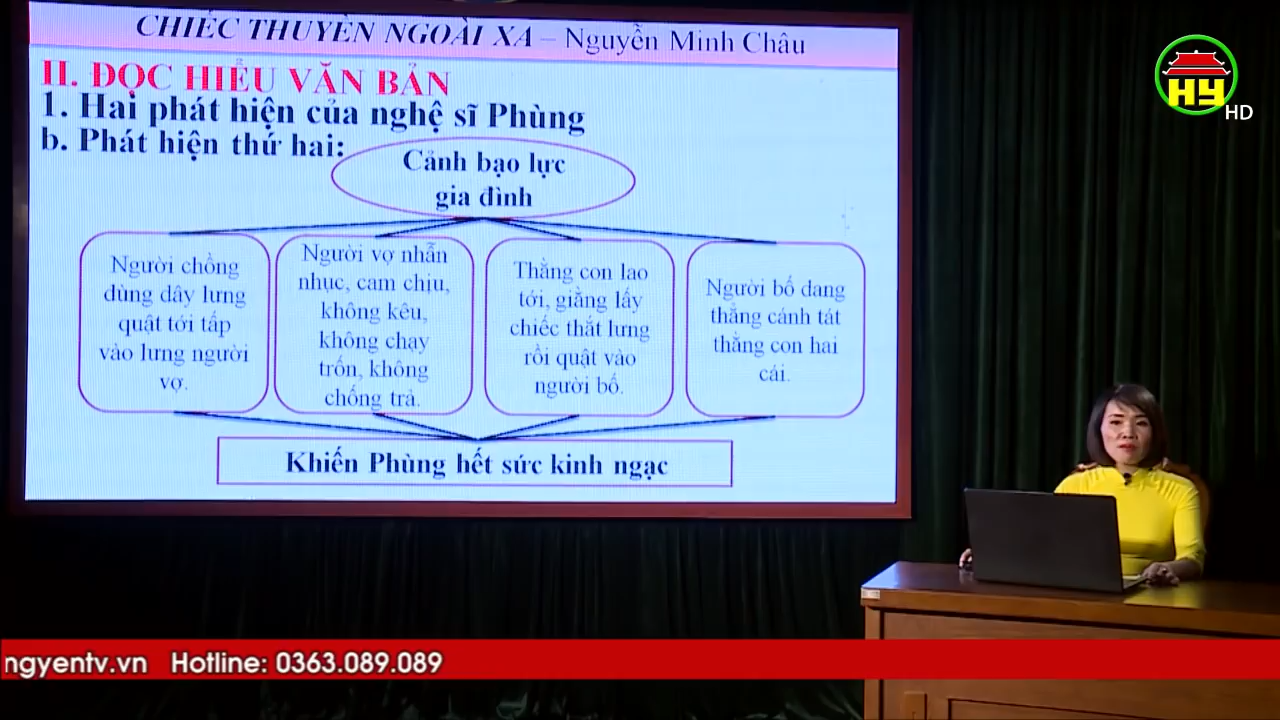 CHIẾC THUYỀN NGOÀI XA – Nguyễn Minh Châu
II. ĐỌC HIỂU VĂN BẢN
1. Hai phát hiện của nghệ sĩ Phùng
b. Phát hiện thứ hai:
Cảnh bạo lực
gia đình
Người chồng
dùng dây lưng
quật tới tấp
vào lưng người
vợ.
Người vợ nhẫn
nhục, cam chịu,
không kêu,
không chạy
trốn, không
chống trả.
Thằng con lao
tới, giằng lấy
chiếc thắt lưng
rồi quật vào
người bố.
Người bố dang
thẳng cánh tát
thằng con hai
cái.
Khiến Phùng hết sức kinh ngạc
HY
HD
ngyentv.vn Hotline: 0363.089.089